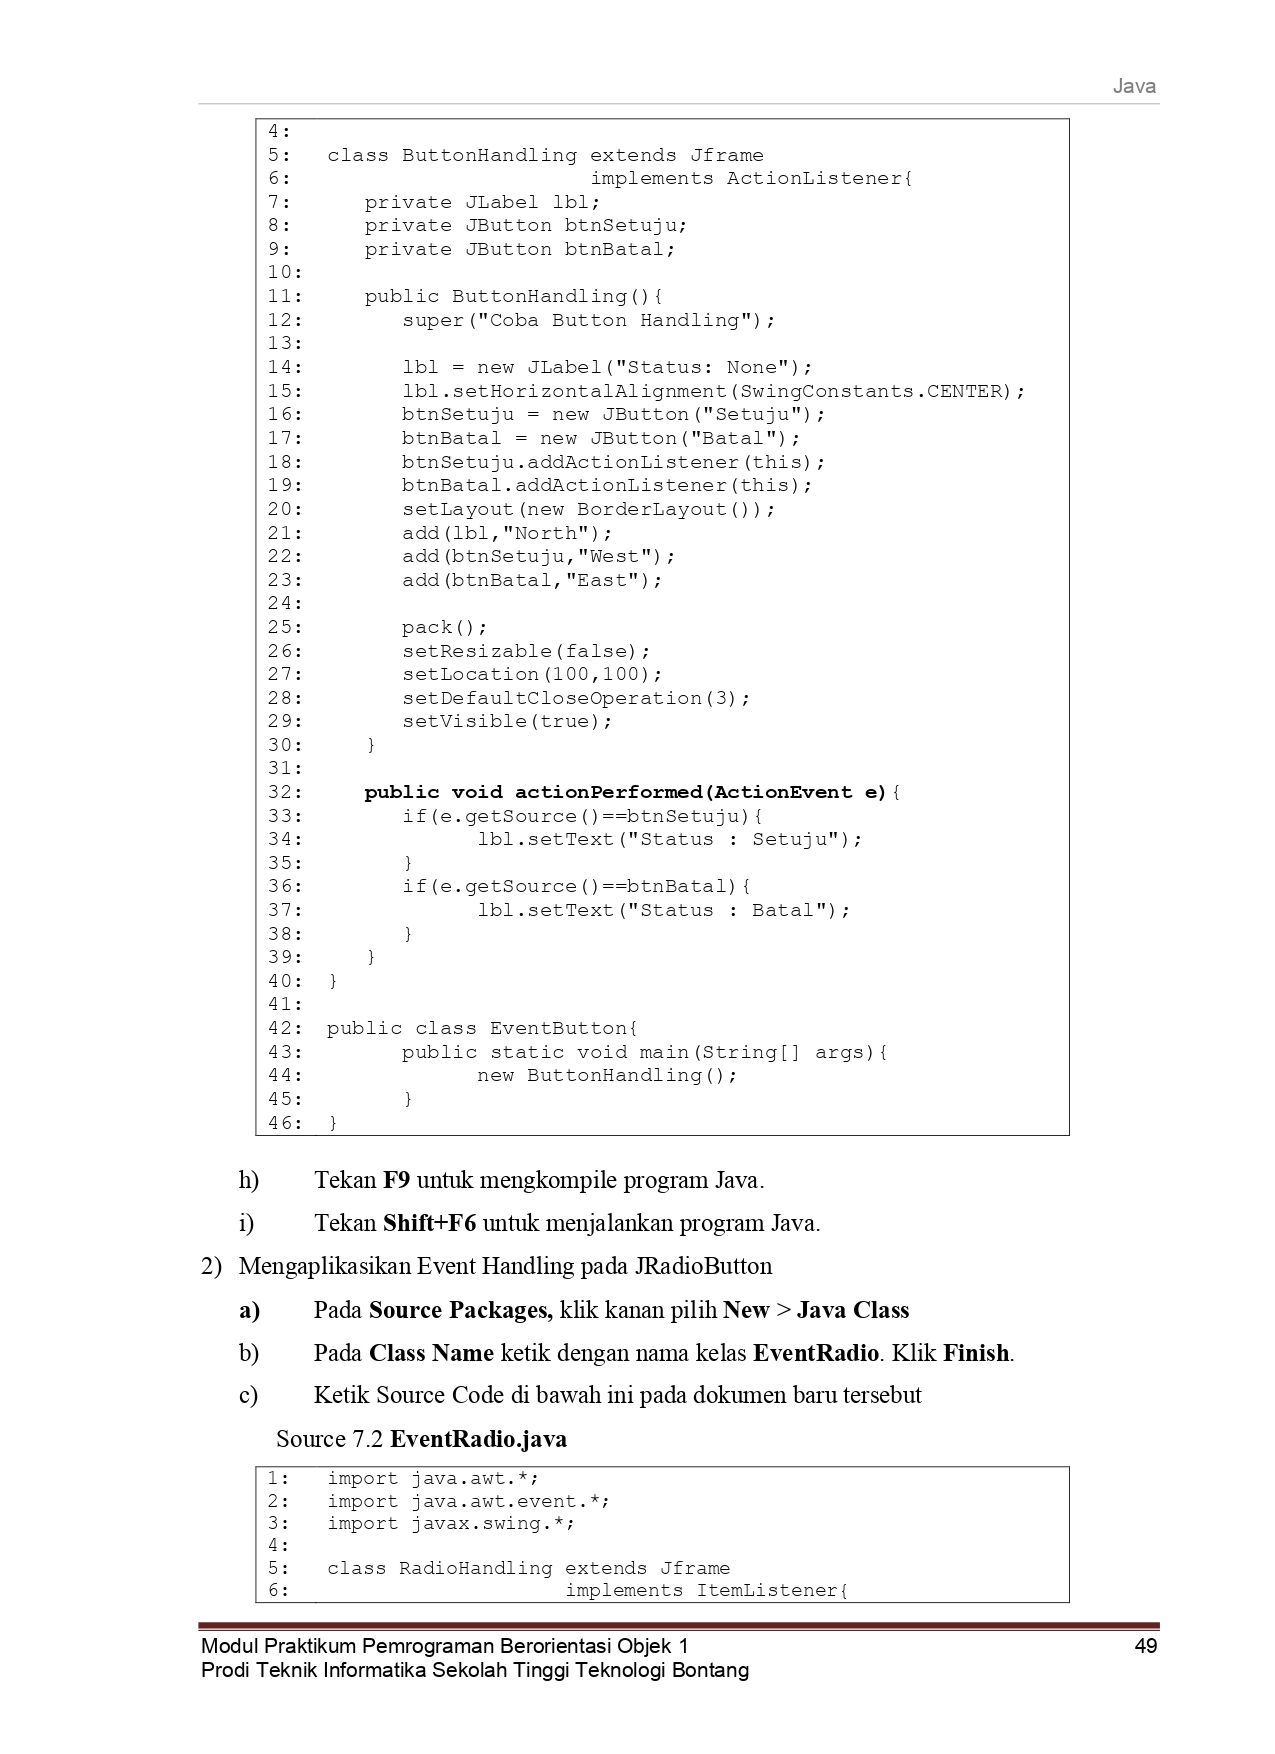 Java
4:
5: class ButtonHandling extends Jframe
6: implements ActionListener{
7: private JLabel lbl;
8: private JButton btnSetuju;
9: private JButton btnBatal;
10:
11: public ButtonHandling(){
12: super("Coba Button Handling");
13:
14: lbl = new JLabel("Status: None");
15: lbl.setHorizontalAlignment(SwingConstants.CENTER);
16: btnSetuju = new JButton("Setuju");
17: btnBatal = new JButton("Batal");
18: btnSetuju.addActionListener(this);
19: btnBatal.addActionListener(this);
20: setLayout(new BorderLayout());
21: add(lbl,"North");
22: add(btnSetuju,"West");
23: add(btnBatal,"East");
24:
25: pack();
26: setResizable(false);
27: setLocation(100,100);
28: setDefaultCloseOperation(3);
29: setVisible(true);
30: }
31:
32: public void actionPerformed(ActionEvent e){
33: if(e.getSource()==btnSetuju){
34: lbl.setText("Status : Setuju");
35: }
36: if(e.getSource()==btnBatal){
37: lbl.setText("Status : Batal");
38: }
39: }
40: }
41:
42: public class EventButton{
43: public static void main(String[] args){
44: new ButtonHandling();
45: }
46: }
h) Tekan F9 untuk mengkompile program Java.
i) Tekan Shift+F6 untuk menjalankan program Java.
2) Mengaplikasikan Event Handling pada JRadioButton
a) Pada Source Packages, klik kanan pilih New > Java Class
b) Pada Class Name ketik dengan nama kelas EventRadio. Klik Finish.
c) Ketik Source Code di bawah ini pada dokumen baru tersebut
Source 7.2 EventRadio.java
1: import java.awt.*;
2: import java.awt.event.*;
3: import javax.swing.*;
4:
5: class RadioHandling extends Jframe
6: implements ItemListener{
Modul Praktikum Pemrograman Berorientasi Objek 1 49
Prodi Teknik Informatika Sekolah Tinggi Teknologi Bontang